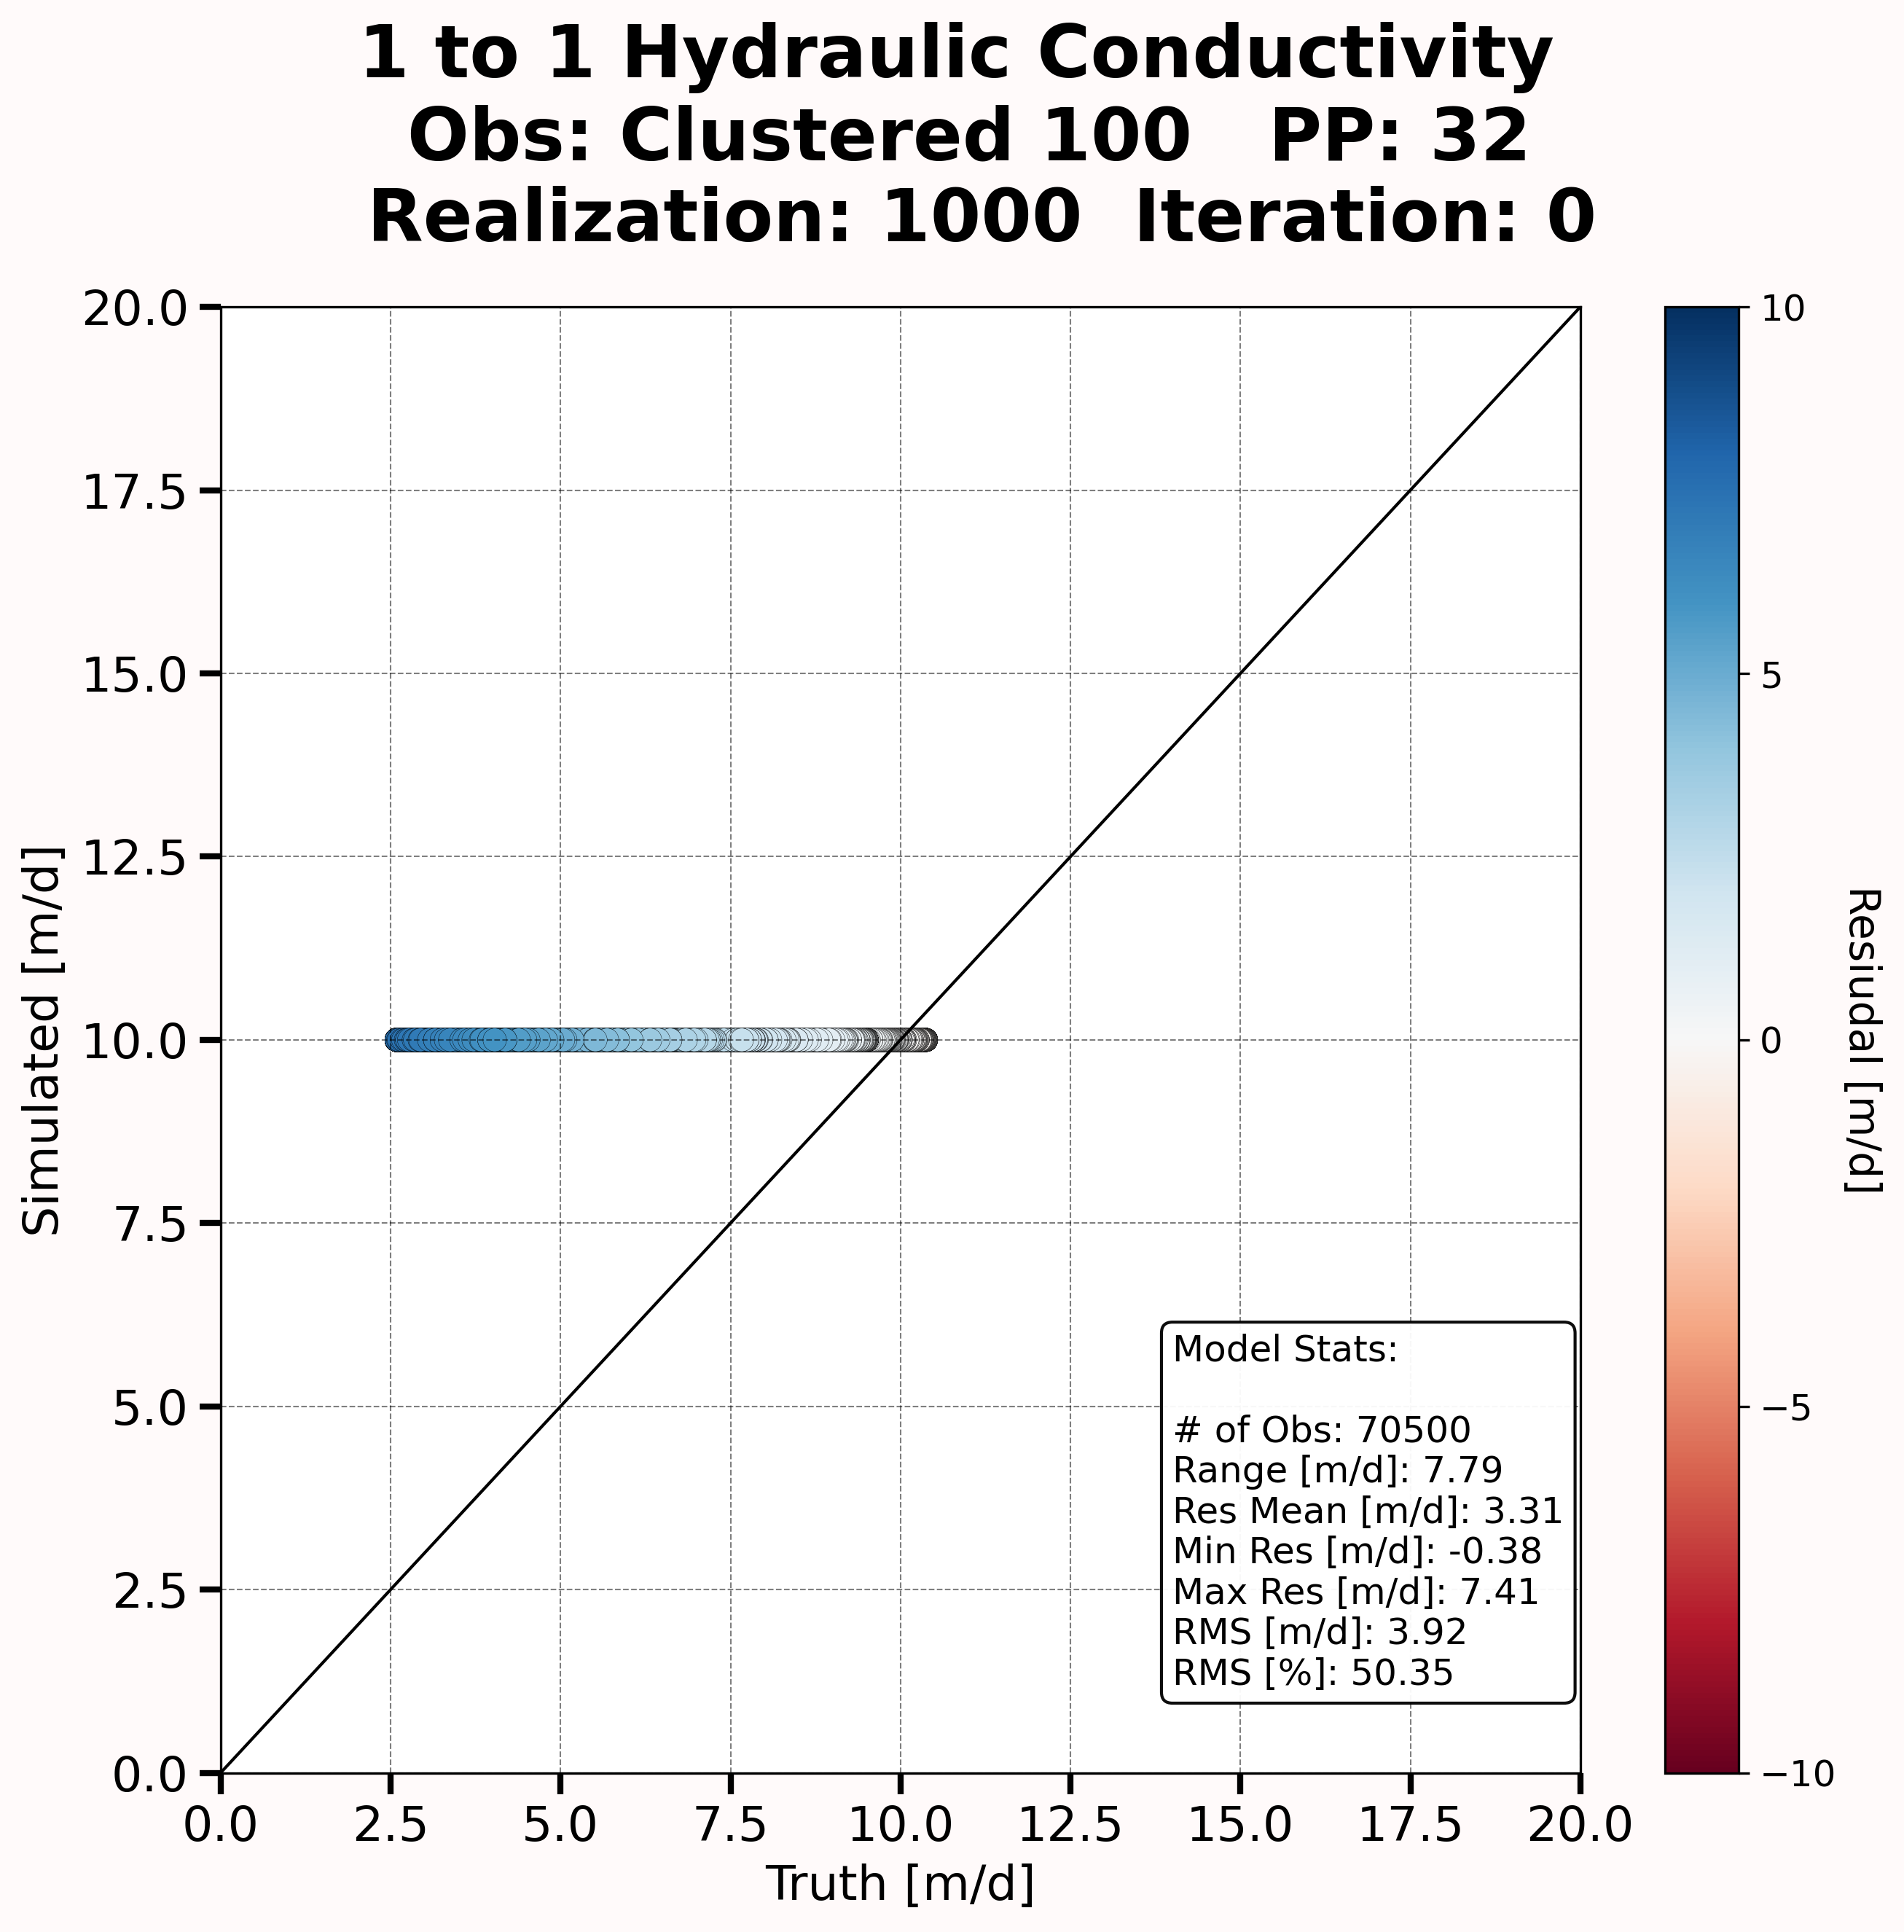 1 to 1 Hydraulic Conductivity
Obs: Clustered 100 PP: 32
Realization: 1000 Iteration: 0
20.0
17.5
15.0
12.5
10.0
7.5
5.0
2.5
0.0
Simulated [m/d]
0.0 2.5 5.0 7.5 10.0 12.5 15.0 17.5 20.0
Truth [m/d]
Model Stats:
# of Obs: 70500
Range [m/d]: 7.79
Res Mean [m/d]: 3.31
Min Res [m/d]: -0.38
Max Res [m/d]: 7.41
RMS [m/d]: 3.92
RMS [%]: 50.35
10
5
0
−5
−10
Resiudal [m/d]